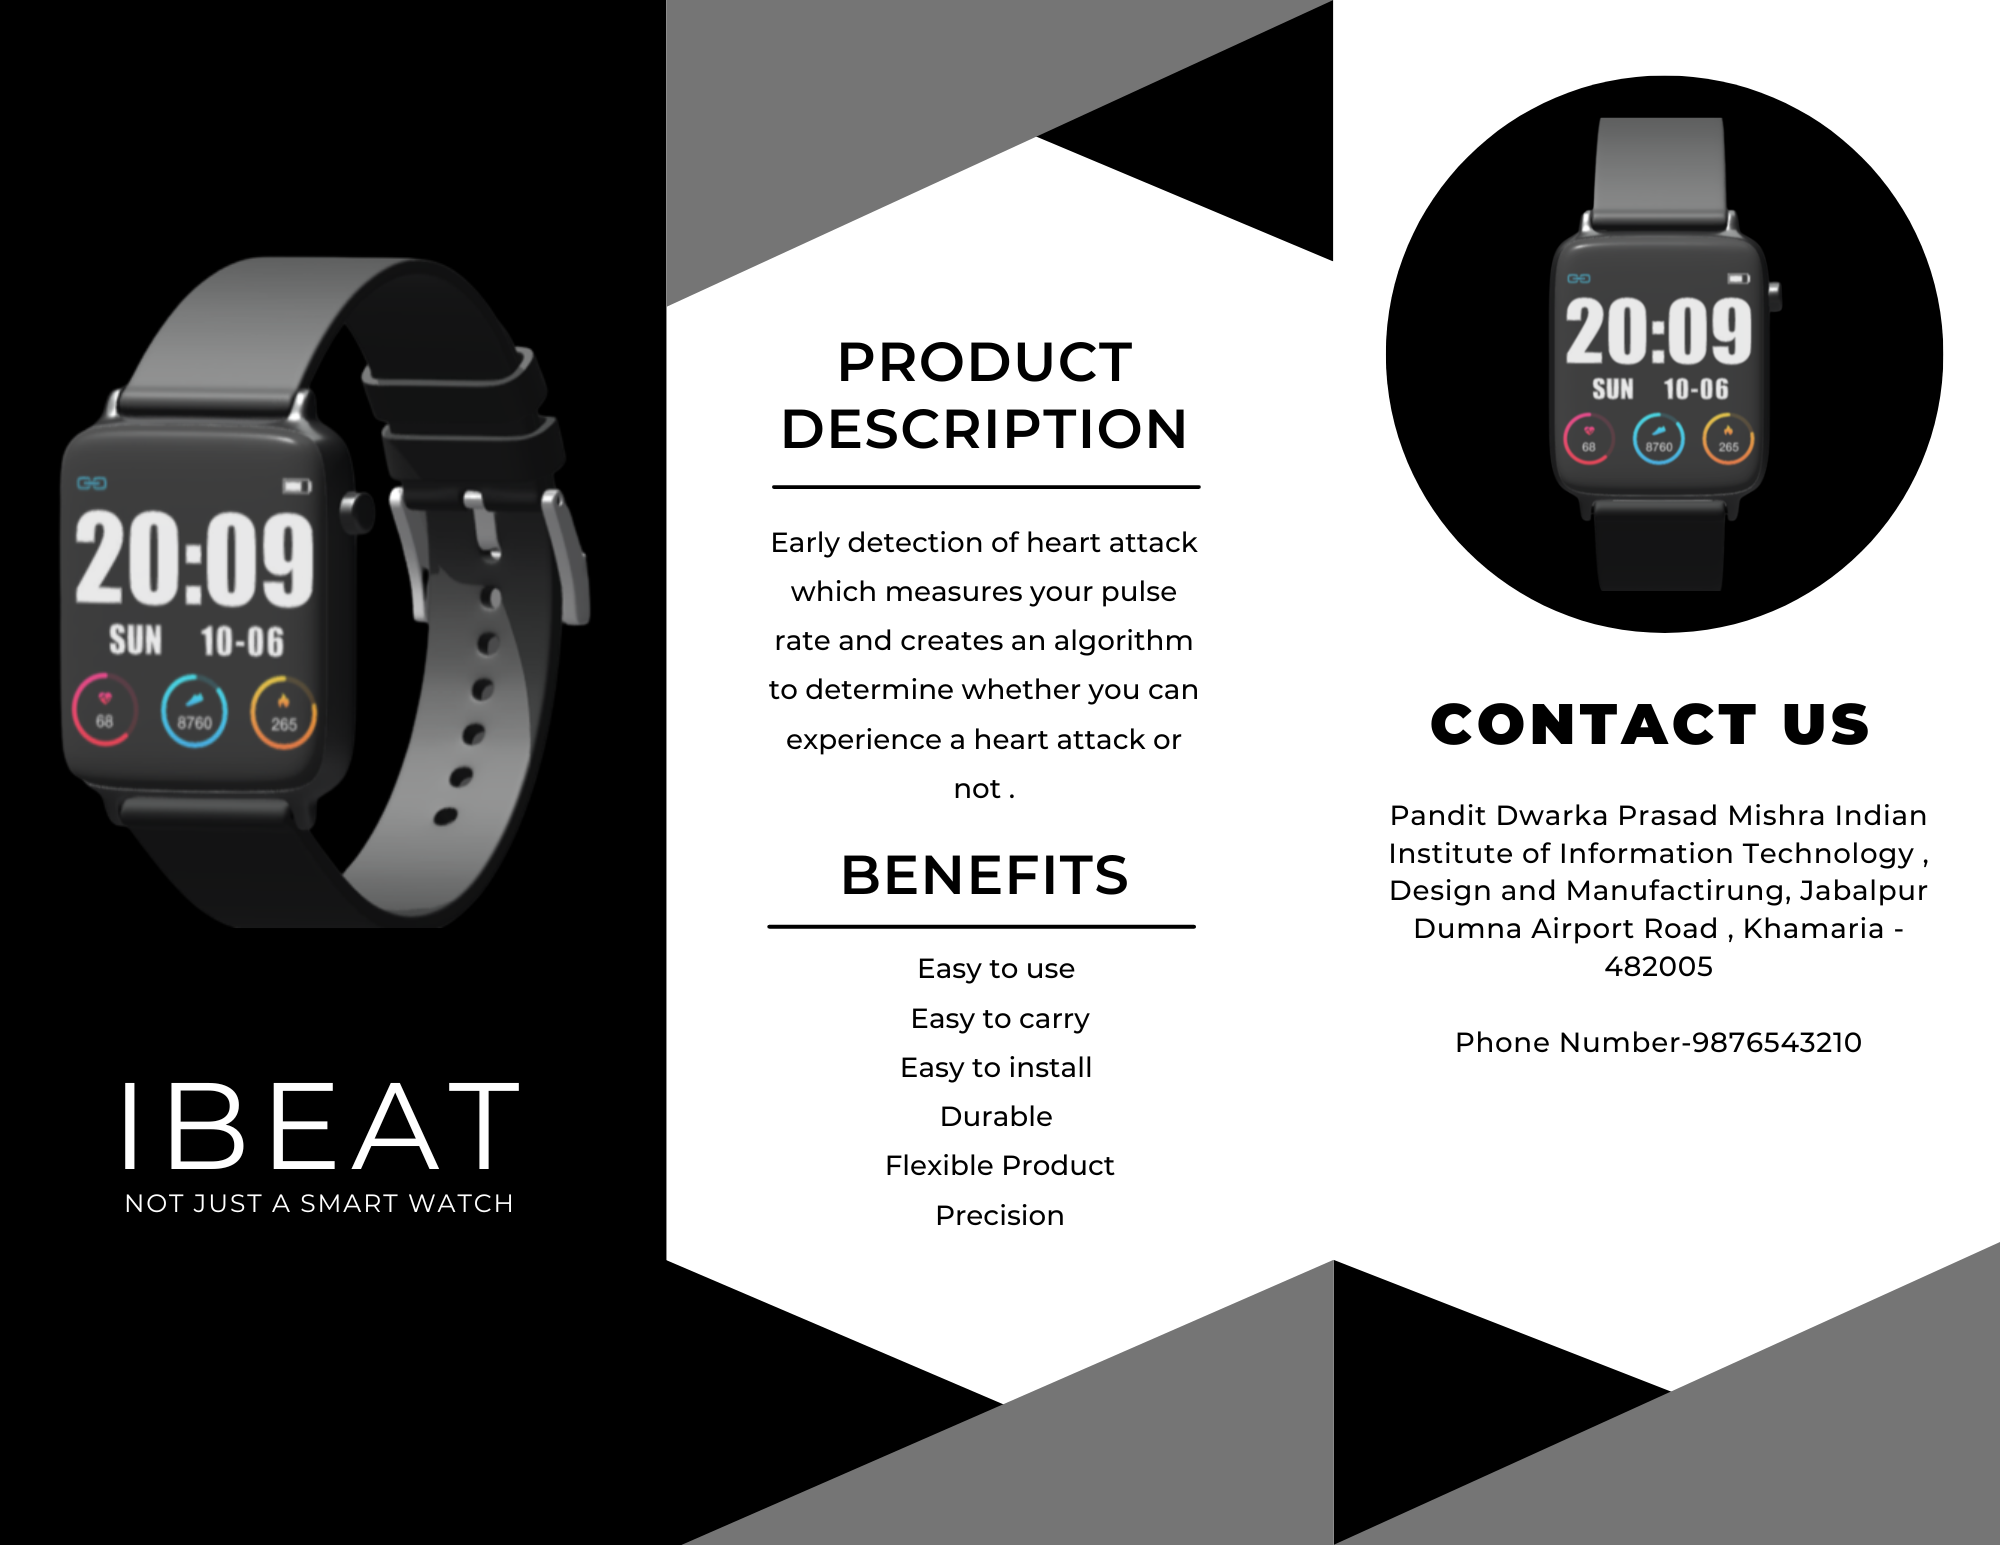 20:09
SUN 10-06
68 8760 265
IBEAT
NOT JUST A SMART WATCH
PRODUCT
DESCRIPTION
Early detection of heart attack
which measures your pulse
rate and creates an algorithm
to determine whether you can
experience a heart attack or
not .
BENEFITS
Easy to use
Easy to carry
Easy to install
Durable
Flexible Product
Precision
20:09
SUN 10-06
68 8760 265
CONTACT US
Pandit Dwarka Prasad Mishra Indian
Institute of Information Technology ,
Design and Manufactirung, Jabalpur
Dumna Airport Road , Khamaria -
482005
Phone Number-9876543210